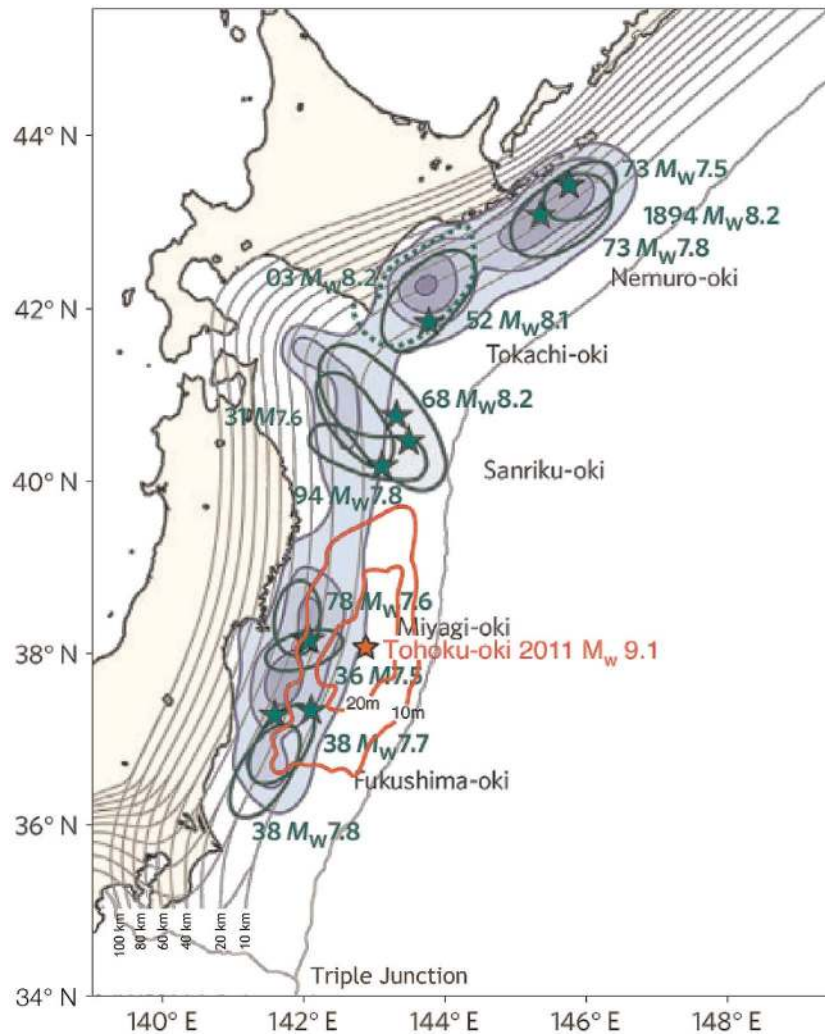 44° N
73 Mw7.5
1894 Mw8.2
73 Mw7.8
Nemuro-oki
03 Mw8.2
42° N
52 Mw8.1
Tokachi-oki
68 Mw8.2
31 M7.6
Sanriku-oki
40° N
94 Mw7.8
78 Mw7.6
Miyagi-oki
38° N
Tohoku-oki 2011 Mw 9.1
36 M7.5
20m
10m
38 Mw7.7
Fukushima-oki
36° N
38 Mw7.8
100 km
80 km
60 km
40 km
20 km
10 km
Triple Junction
34° N
140° E
142° E
144° E
146° E
148° E